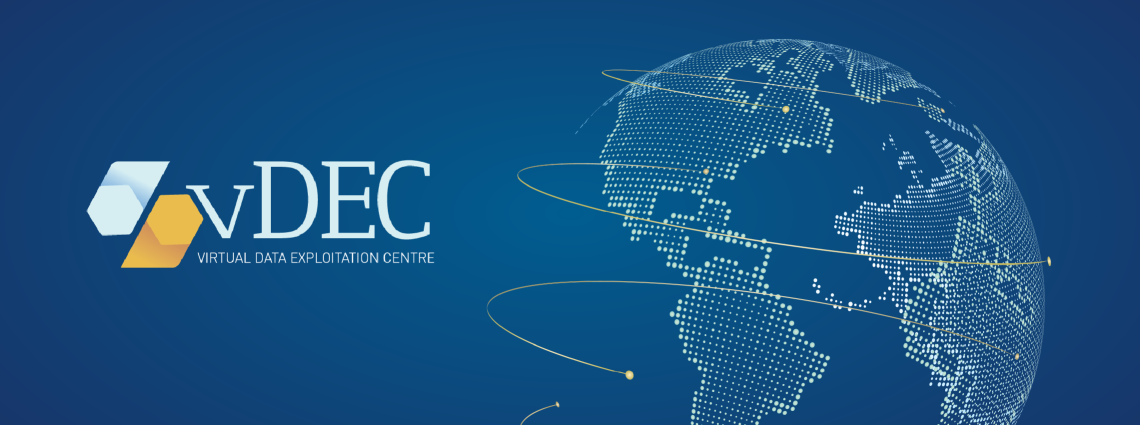 vDEC
VIRTUAL DATA EXPLOITATION CENTRE